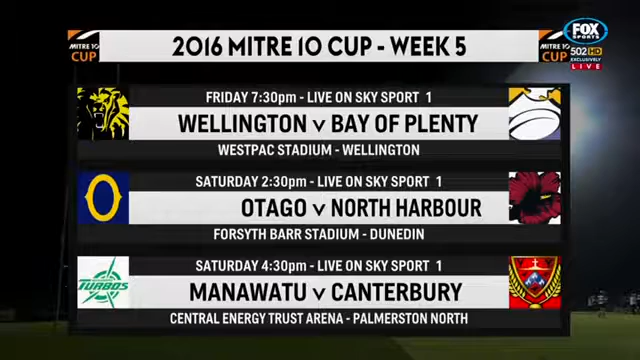 MITRE 10
CUP
2016 MITRE 10 CUP - WEEK 5
MITRE 10
CUP
FOX
SPORTS
502 HD
EXCLUSIVELY
LIVE
FRIDAY 7:30pm - LIVE ON SKY SPORT 1
WELLINGTON v BAY OF PLENTY
WESTPAC STADIUM - WELLINGTON
SATURDAY 2:30pm - LIVE ON SKY SPORT 1
OTAGO v NORTH HARBOUR
FORSYTH BARR STADIUM - DUNEDIN
SATURDAY 4:30pm - LIVE ON SKY SPORT 1
TURBOS
MANAWATU v CANTERBURY
CENTRAL ENERGY TRUST ARENA - PALMERSTON NORTH